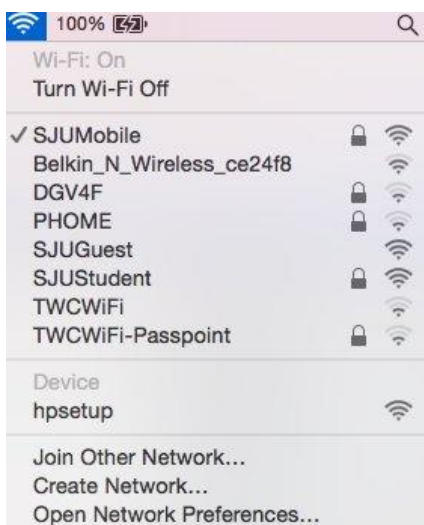 100%
Wi-Fi: On
Turn Wi-Fi Off
✓ SJUMobile
Belkin_N_Wireless_ce24f8
DGV4F
PHOME
SJUGuest
SJUStudent
TWCWiFi
TWCWiFi-Passpoint
Device
hpsetup
Join Other Network...
Create Network...
Open Network Preferences...